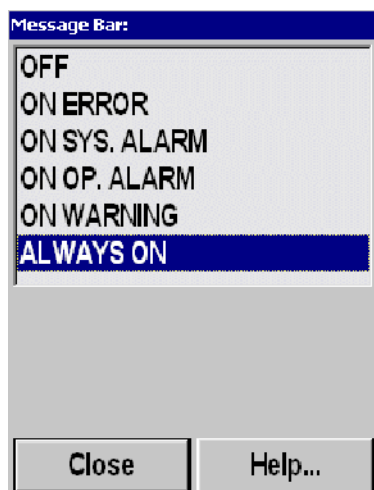 Message Bar:
OFF
ON ERROR
ON SYS. ALARM
ON OP. ALARM
ON WARNING
ALWAYS ON
Close
Help...